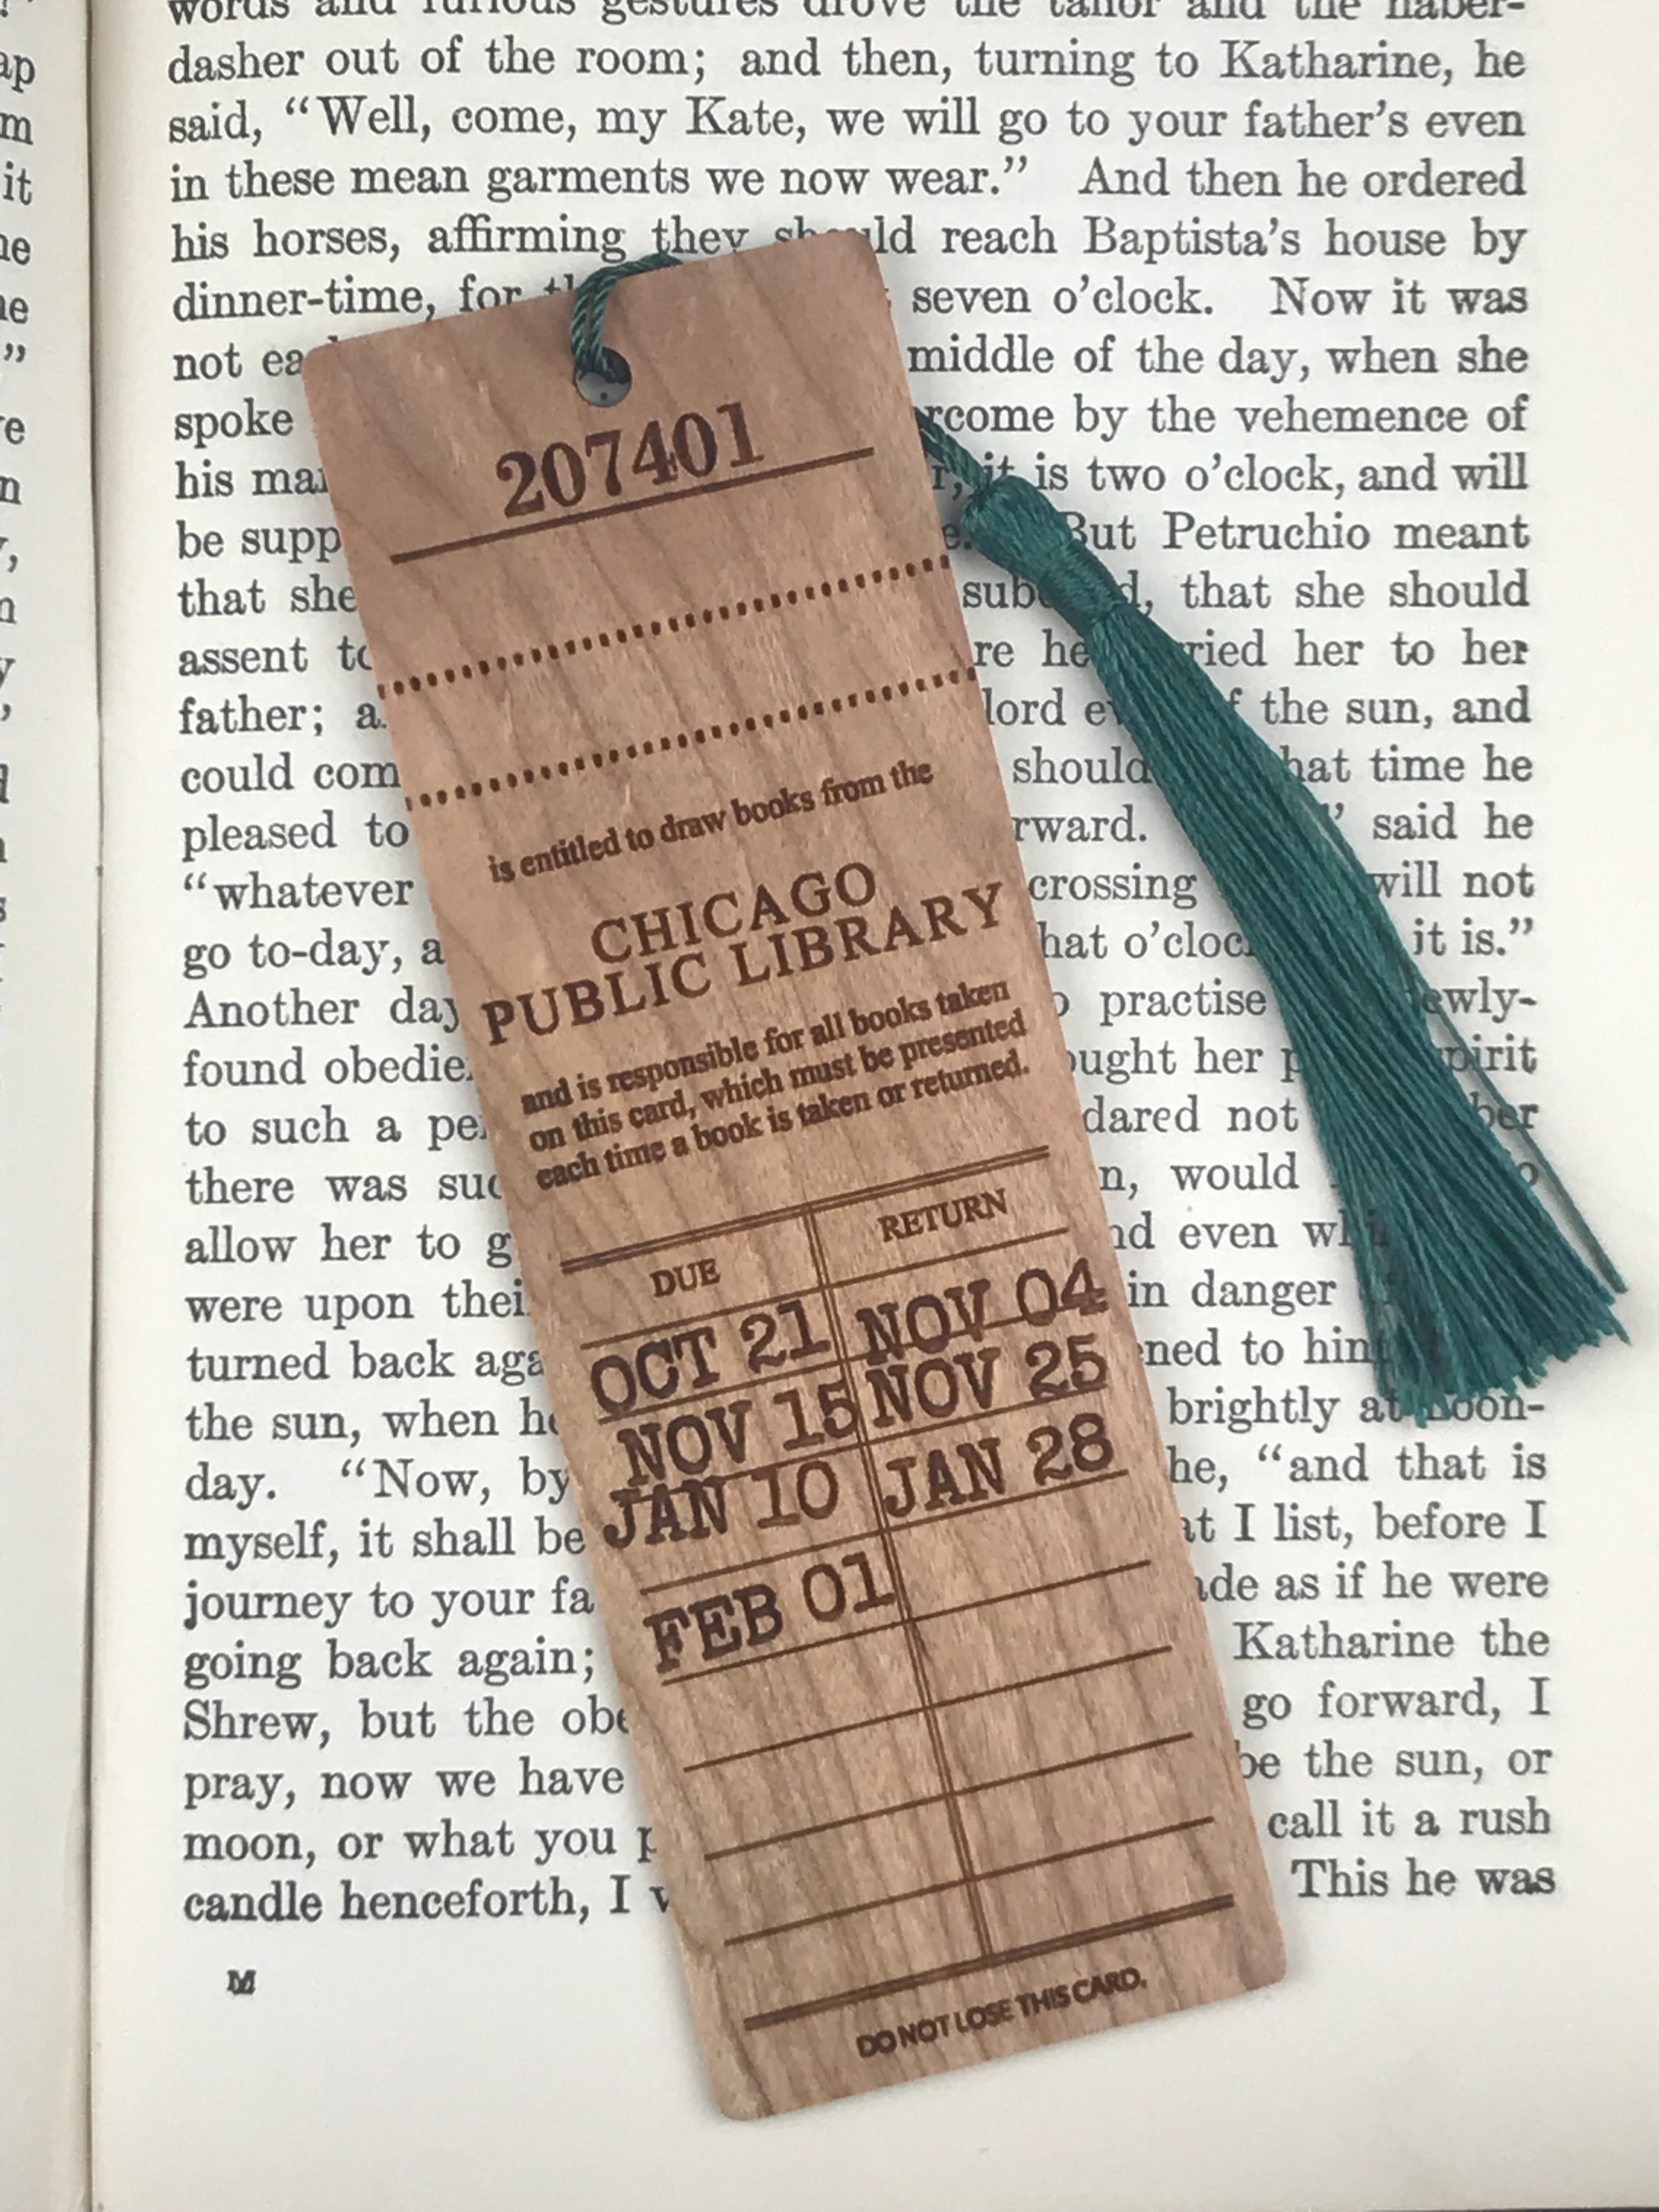 words and furious gestures drove the tailor and the haber-
dasher out of the room; and then, turning to Katharine, he
said, “Well, come, my Kate, we will go to your father’s even
in these mean garments we now wear.” And then he ordered
his horses, affirming they should reach Baptista’s house by
dinner-time, for seven o’clock. Now it was
not middle of the day, when she
spoke by the vehemence of
his it is two o’clock, and will
be But Petruchio meant
that she that she should
assent her to her
father; lord of the sun, and
could should that time he
pleased to said he
“whatever crossing will not
go to-day, o’clock it is.”
Another practise newly-
found her spirit
to such a dared not
there was would
allow her to even
were upon in danger
turned back to him
the sun, when brightly at noon-
day. “Now, by he, “and that is
myself, it shall be I list, before I
journey to your as if he were
going back again; Katharine the
Shrew, but the go forward, I
pray, now we have be the sun, or
moon, or what you call it a rush
candle henceforth, I This he was
M
207401
is entitled to draw books from the
CHICAGO
PUBLIC LIBRARY
and is responsible for all books taken
on this card, which must be presented
each time a book is taken or returned.
DUE RETURN
OCT 21 NOV 04
NOV 15 NOV 25
JAN 10 JAN 28
FEB 01
DO NOT LOSE THIS CARD.